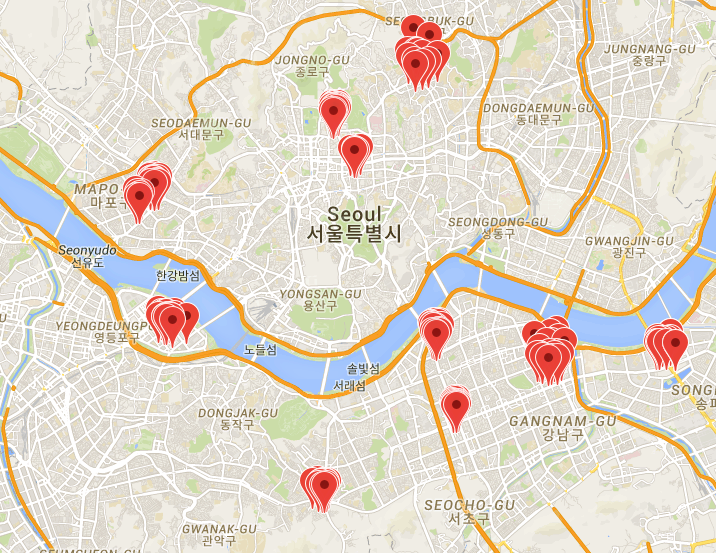 JUNGNANG-GU
중랑구
JONGNO-GU
종로구
DONGDAEMUN-GU
동대문구
SEODAEMUN-GU
서대문구
MAPO
마포구
Seoul
서울특별시
SEONGDONG-GU
성동구
GWANGJIN-GU
광진구
Seonyudo
선유도
한강밤섬
YONGSAN-GU
용산구
영등포구
노들섬
솔빛섬
서래섬
DONGJAK-GU
동작구
GANGNAM-GU
강남구
SEOCHO-GU
서초구
GWANAK-GU
관악구